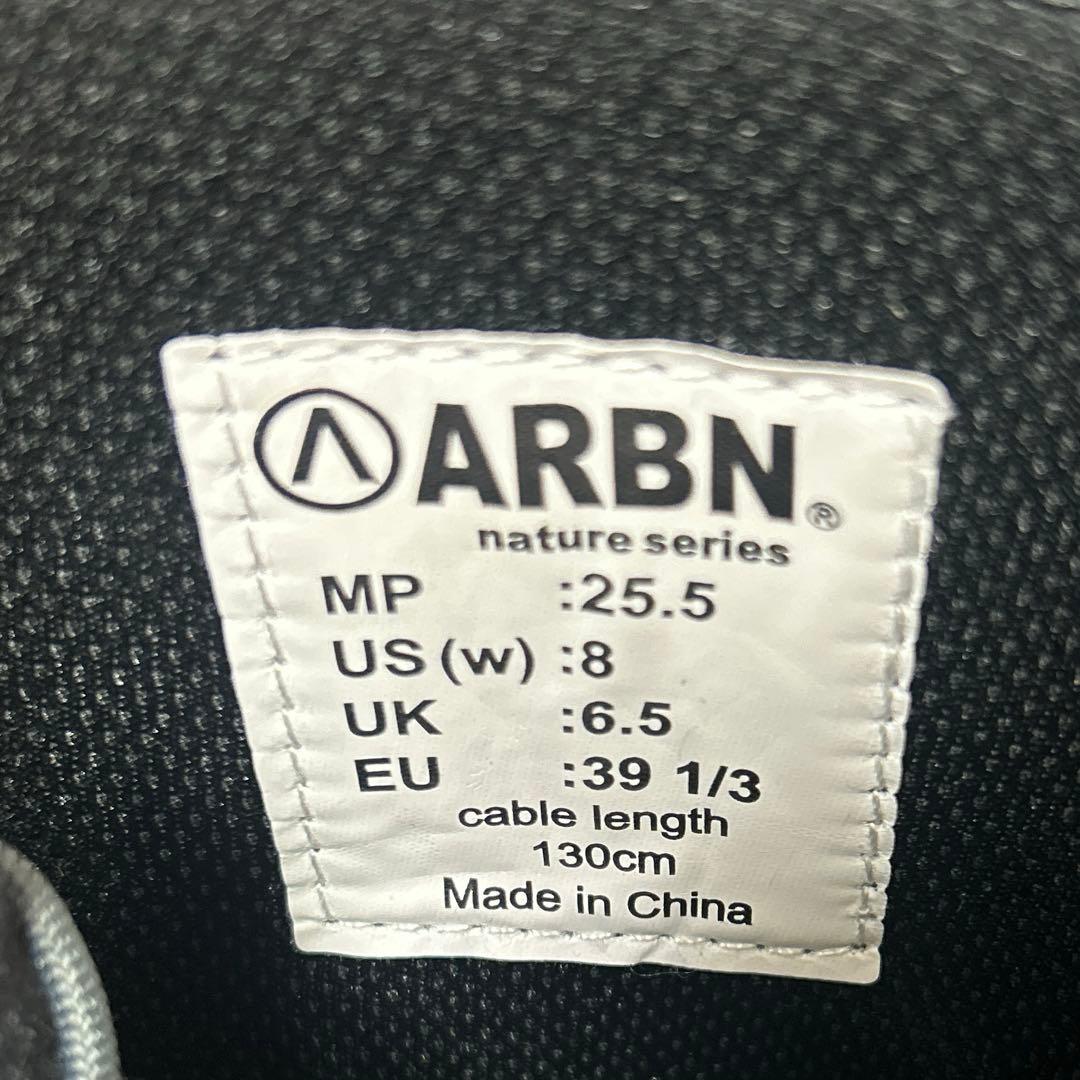 ARBN®
nature series
MP :25.5
US (w) :8
UK :6.5
EU :39 1/3
cable length
130cm
Made in China